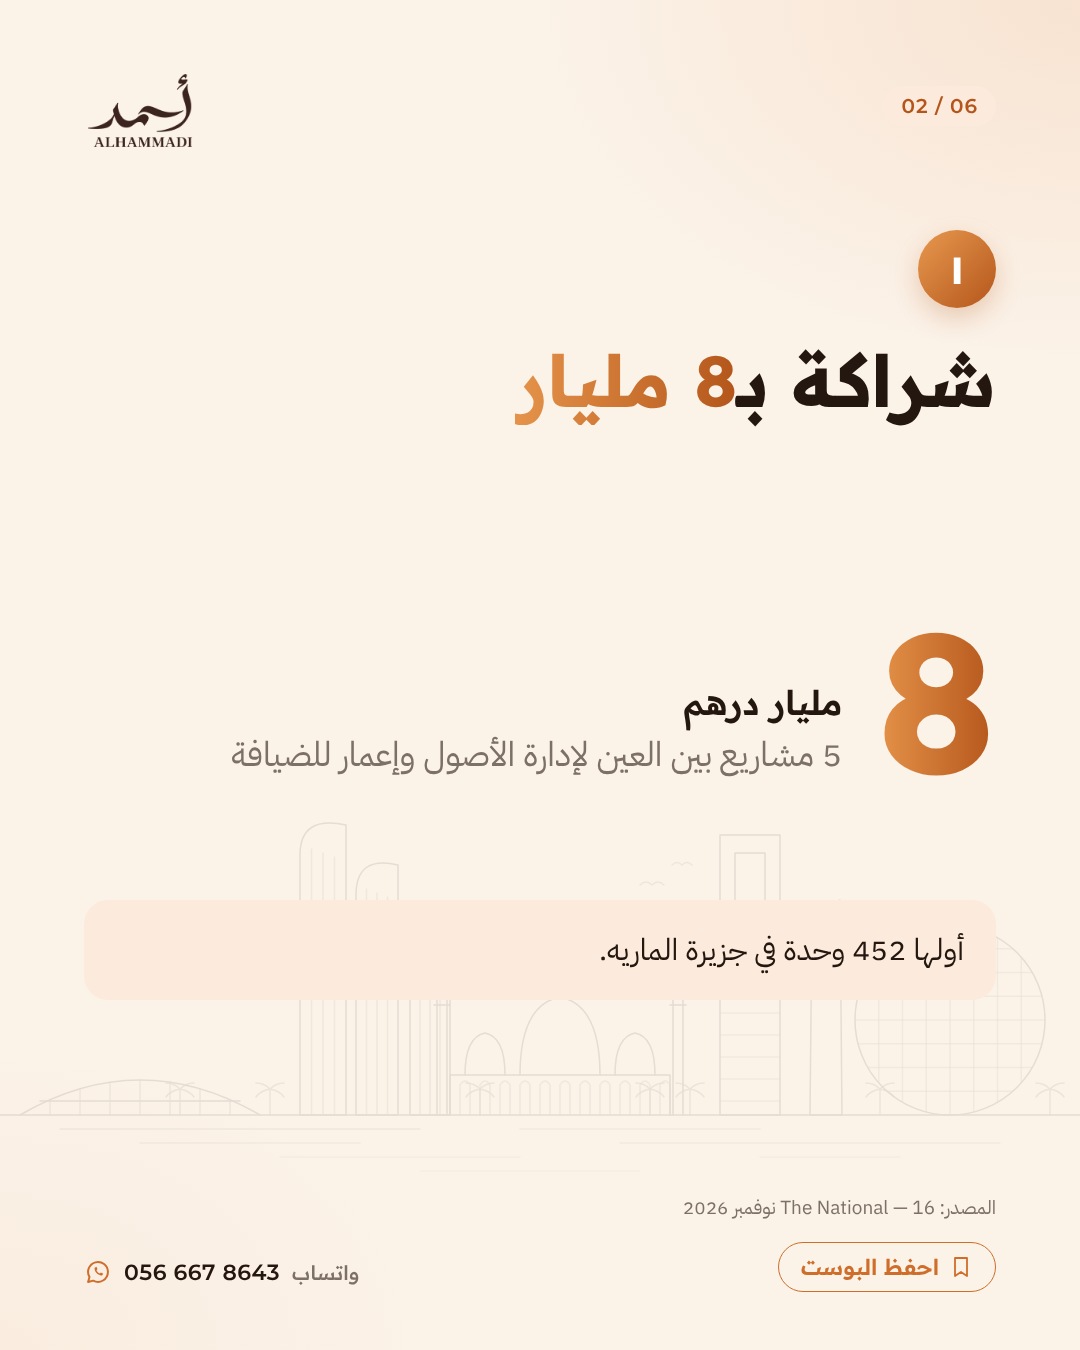 أحمد
ALHAMMADI
02 / 06
١
شراكة بـ8 مليار
8
مليار درهم
5 مشاريع بين العين لإدارة الأصول وإعمار للضيافة
أولها 452 وحدة في جزيرة الماريه.
المصدر: The National — 16 نوفمبر 2026
احفظ البوست
واتساب 056 667 8643